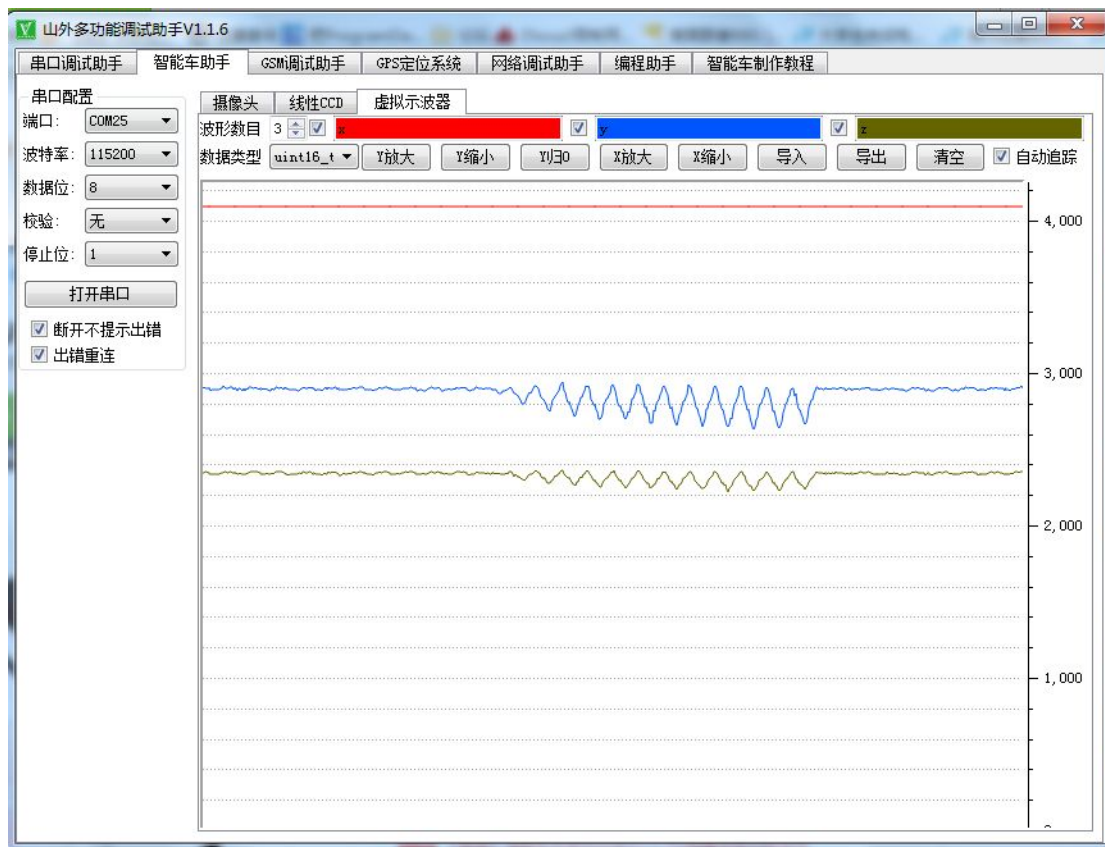 山外多功能调试助手V1.1.6
串口调试助手 智能车助手 GSM调试助手 GPS定位系统 网络调试助手 编程助手 智能车制作教程
串口配置
端口: COM25
波特率: 115200
数据位: 8
校验: 无
停止位: 1
打开串口
断开不提示出错
出错重连
摄像头 线性CCD 虚拟示波器
波形数目 3 x y z
数据类型 uint16_t Y放大 Y缩小 Y归0 X放大 X缩小 导入 导出 清空 自动追踪
4,000
3,000
2,000
1,000